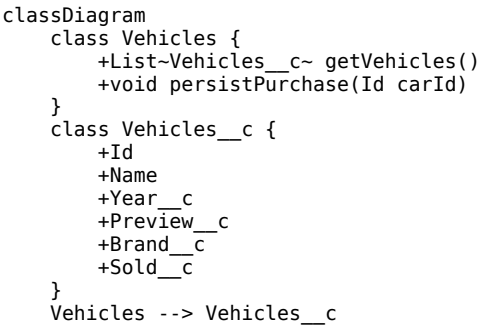 classDiagram
    class Vehicles {
        +List~Vehicles__c~ getVehicles()
        +void persistPurchase(Id carId)
    }
    class Vehicles__c {
        +Id
        +Name
        +Year__c
        +Preview__c
        +Brand__c
        +Sold__c
    }
    Vehicles --> Vehicles__c